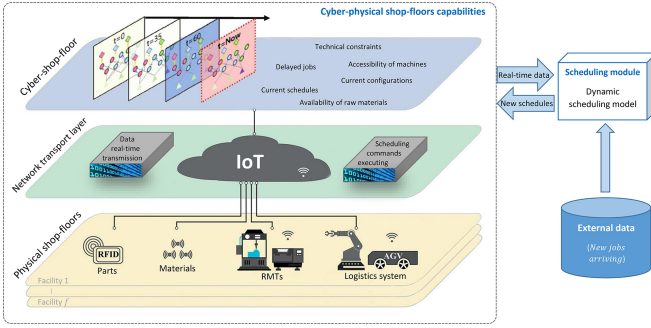 Cyber-physical shop-floors capabilities
Cyber-shop-floor
t=0
t=35
t=60
t=Now
Technical constraints
Delayed jobs
Accessibility of machines
Current configurations
Current schedules
Availability of raw materials
Real-time data
New schedules
Scheduling module
Dynamic
scheduling model
Network transport layer
Data
real-time
transmission
IoT
Scheduling
commands
executing
External data
(New jobs
arriving)
Physical shop-floors
RFID
Parts
Materials
RMTs
AGV
Logistics system
Facility 1
Facility f